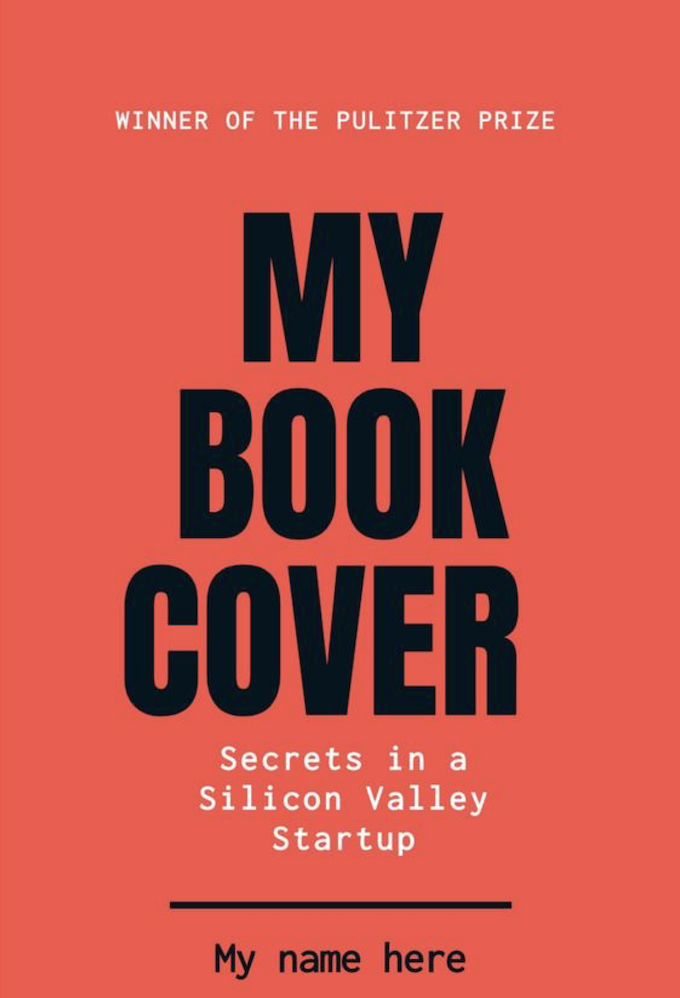 WINNER OF THE PULITZER PRIZE
MY
BOOK
COVER
Secrets in a
Silicon Valley
Startup
My name here